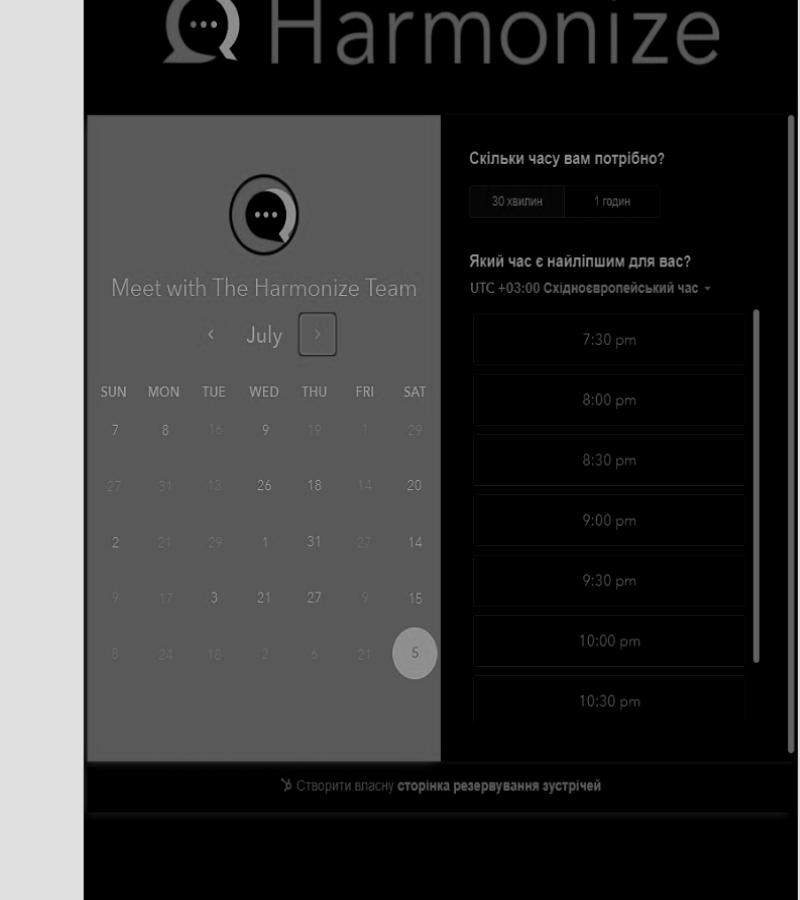 Harmonize
Meet with The Harmonize Team
July
SUN MON TUE WED THU FRI SAT
7 8 16 9 19 1 29
27 31 13 26 18 14 20
2 21 29 1 31 27 14
9 17 3 21 27 9 15
8 24 18 2 6 21 5
Скільки часу вам потрібно?
30 хвилин 1 годин
Який час є найліпшим для вас?
UTC +03:00 Східноєвропейський час
7:30 pm
8:00 pm
8:30 pm
9:00 pm
9:30 pm
10:00 pm
10:30 pm
Створити власну сторінка резервування зустрічей